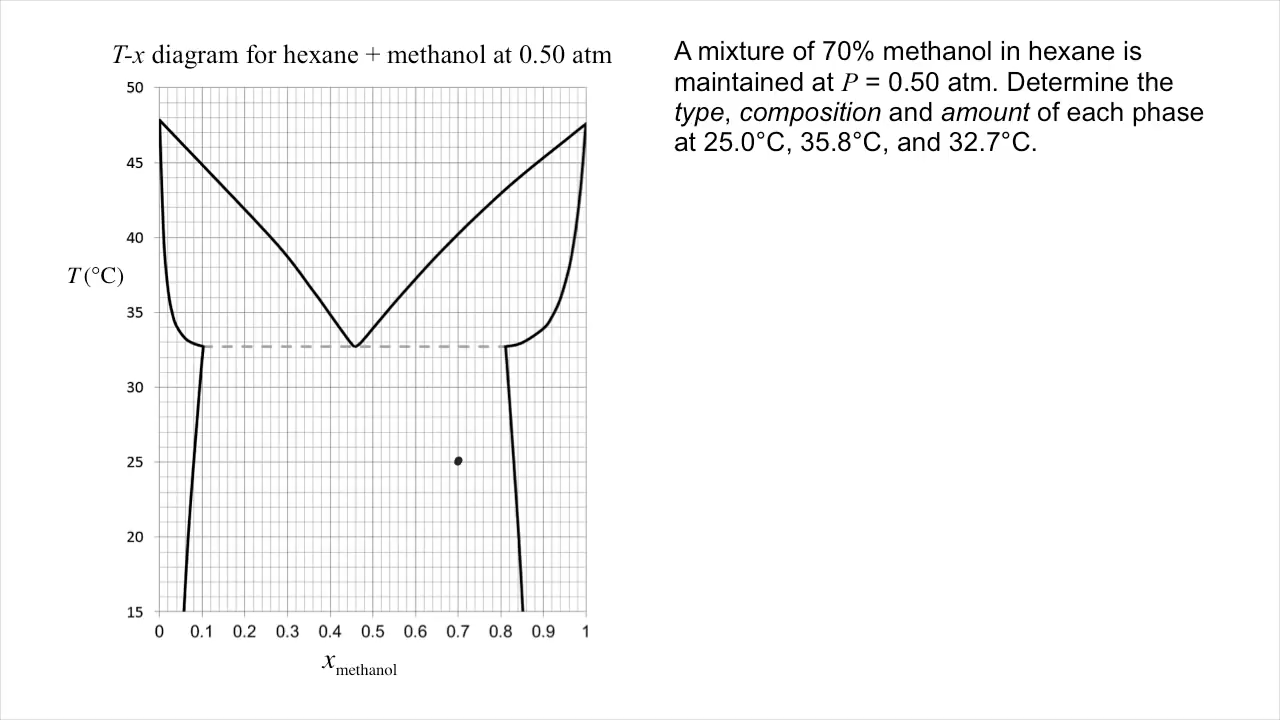 T-x diagram for hexane + methanol at 0.50 atm
A mixture of 70% methanol in hexane is
maintained at P = 0.50 atm. Determine the
type, composition and amount of each phase
at 25.0°C, 35.8°C, and 32.7°C.
50
45
40
T (°C)
35
30
25
20
15
0 0.1 0.2 0.3 0.4 0.5 0.6 0.7 0.8 0.9 1
x methanol